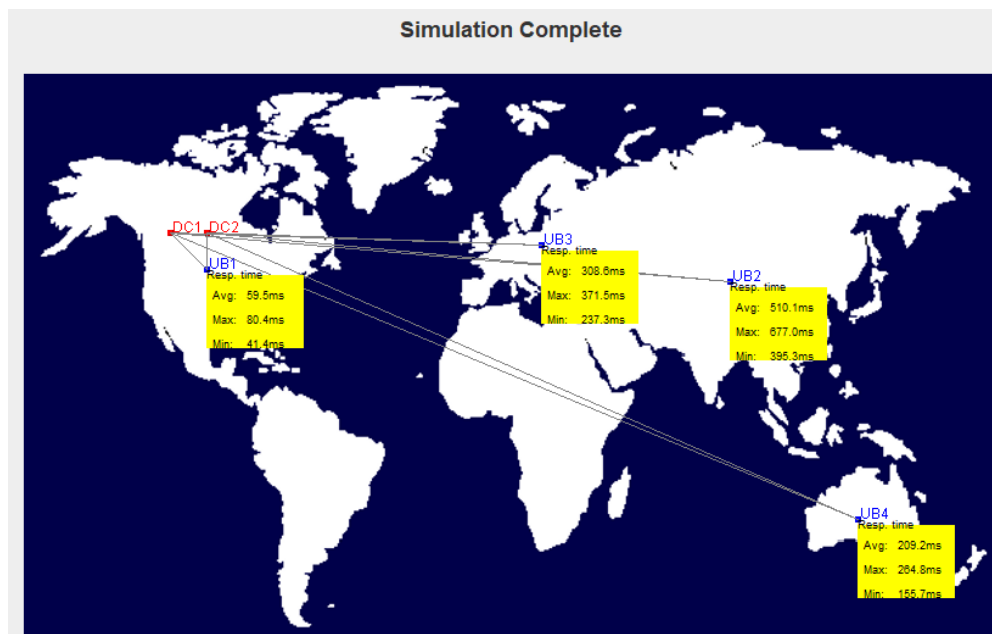 Simulation Complete
DC1 DC2
UB3
Resp. time
Avg: 308.6ms
Max: 371.5ms
Min: 237.3ms
UB1
Resp. time
Avg: 59.5ms
Max: 80.4ms
Min: 41.4ms
UB2
Resp. time
Avg: 510.1ms
Max: 677.0ms
Min: 395.3ms
UB4
Resp. time
Avg: 209.2ms
Max: 264.8ms
Min: 155.7ms